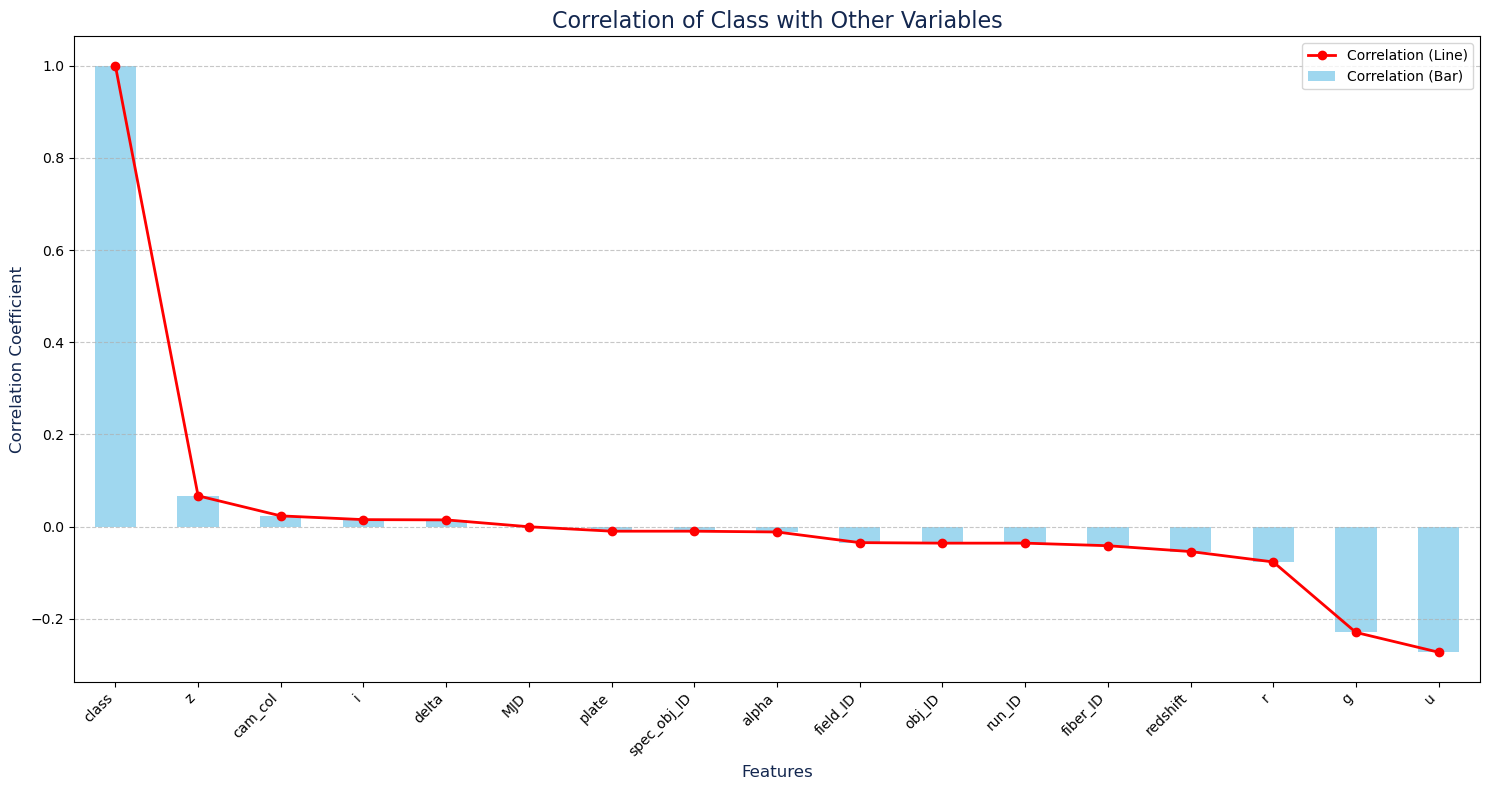 Correlation of Class with Other Variables
Correlation (Line)
Correlation (Bar)
Correlation Coefficient
1.0
0.8
0.6
0.4
0.2
0.0
−0.2
class
z
cam_col
i
delta
MJD
plate
spec_obj_ID
alpha
field_ID
obj_ID
run_ID
fiber_ID
redshift
r
g
u
Features